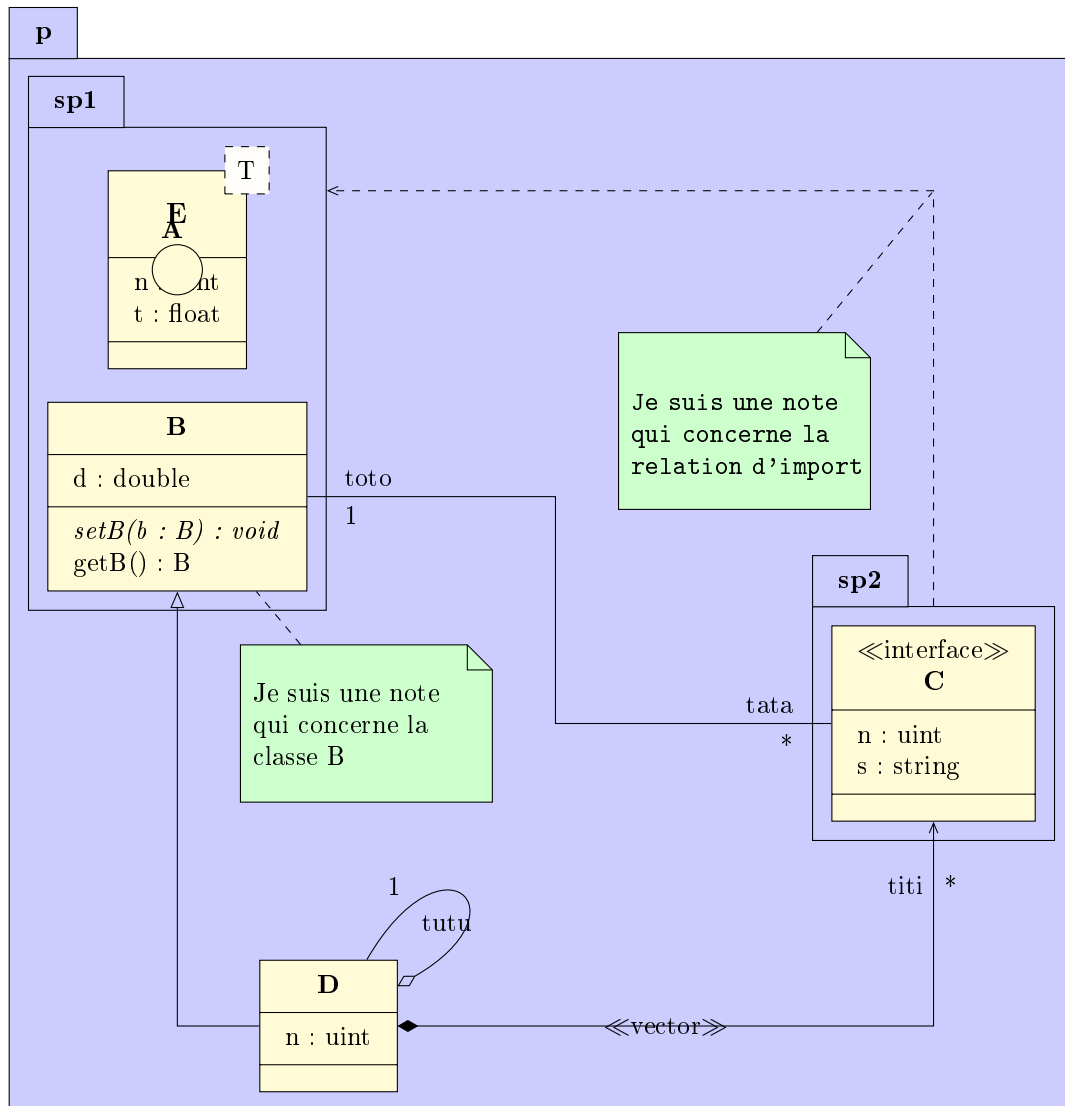 p
sp1
T
E
A
n : uint
t : float
B
d : double
setB(b : B) : void
getB() : B
toto
1
Je suis une note
qui concerne la
relation d'import
sp2
≪interface≫
C
n : uint
s : string
tata
*
Je suis une note
qui concerne la
classe B
titi
*
1
tutu
D
n : uint
≪vector≫